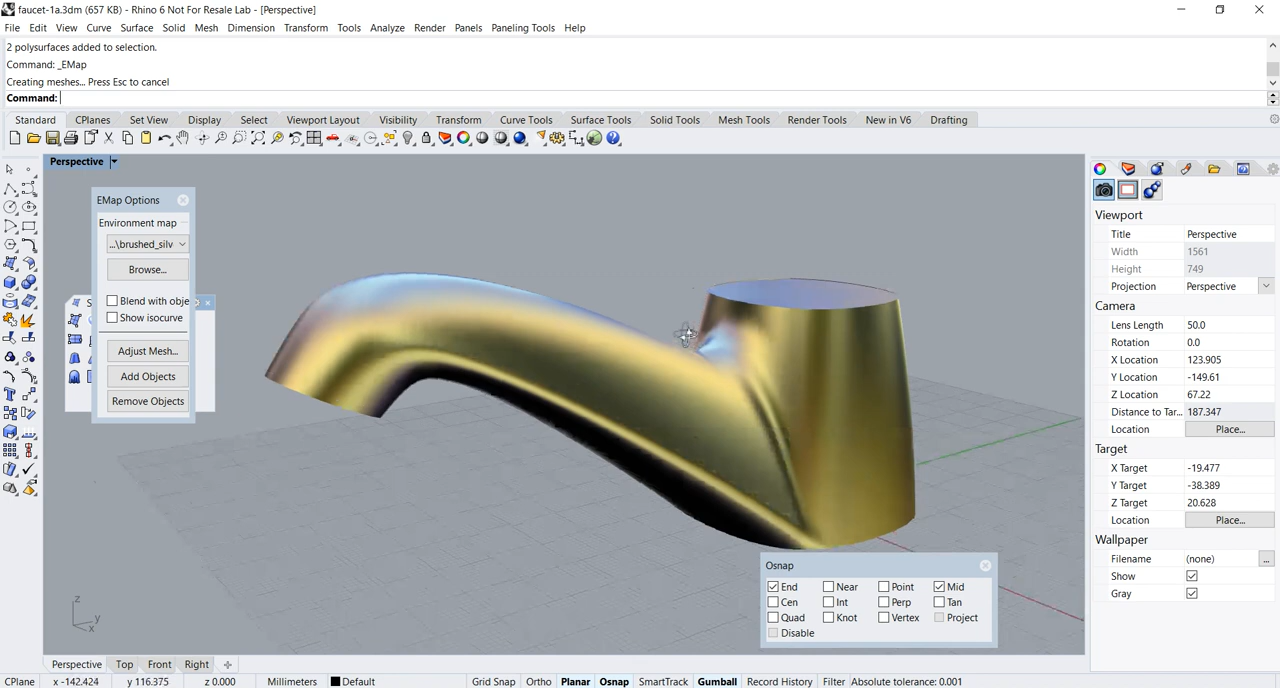 faucet-1a.3dm (657 KB) - Rhino 6 Not For Resale Lab - [Perspective]
File Edit View Curve Surface Solid Mesh Dimension Transform Tools Analyze Render Panels Paneling Tools Help
2 polysurfaces added to selection.
Command: _EMap
Creating meshes... Press Esc to cancel
Command:
Standard CPlanes Set View Display Select Viewport Layout Visibility Transform Curve Tools Surface Tools Solid Tools Mesh Tools Render Tools New in V6 Drafting
Perspective
EMap Options
Environment map
...\brushed_silv
Browse...
Blend with obje
Show isocurve
Adjust Mesh...
Add Objects
Remove Objects
S
z
y
x
Osnap
End Near Point Mid
Cen Int Perp Tan
Quad Knot Vertex Project
Disable
Viewport
Title Perspective
Width 1561
Height 749
Projection Perspective
Camera
Lens Length 50.0
Rotation 0.0
X Location 123.905
Y Location -149.61
Z Location 67.22
Distance to Tar... 187.347
Location Place...
Target
X Target -19.477
Y Target -38.389
Z Target 20.628
Location Place...
Wallpaper
Filename (none) ...
Show
Gray
Perspective Top Front Right
CPlane x -142.424 y 116.375 z 0.000 Millimeters Default Grid Snap Ortho Planar Osnap SmartTrack Gumball Record History Filter Absolute tolerance: 0.001